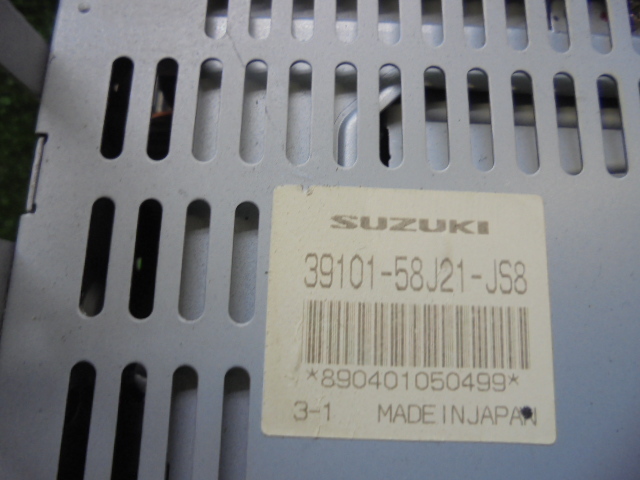 SUZUKI
39101-58J21-JS8
*890401050499*
3-1 MADE IN JAPAN